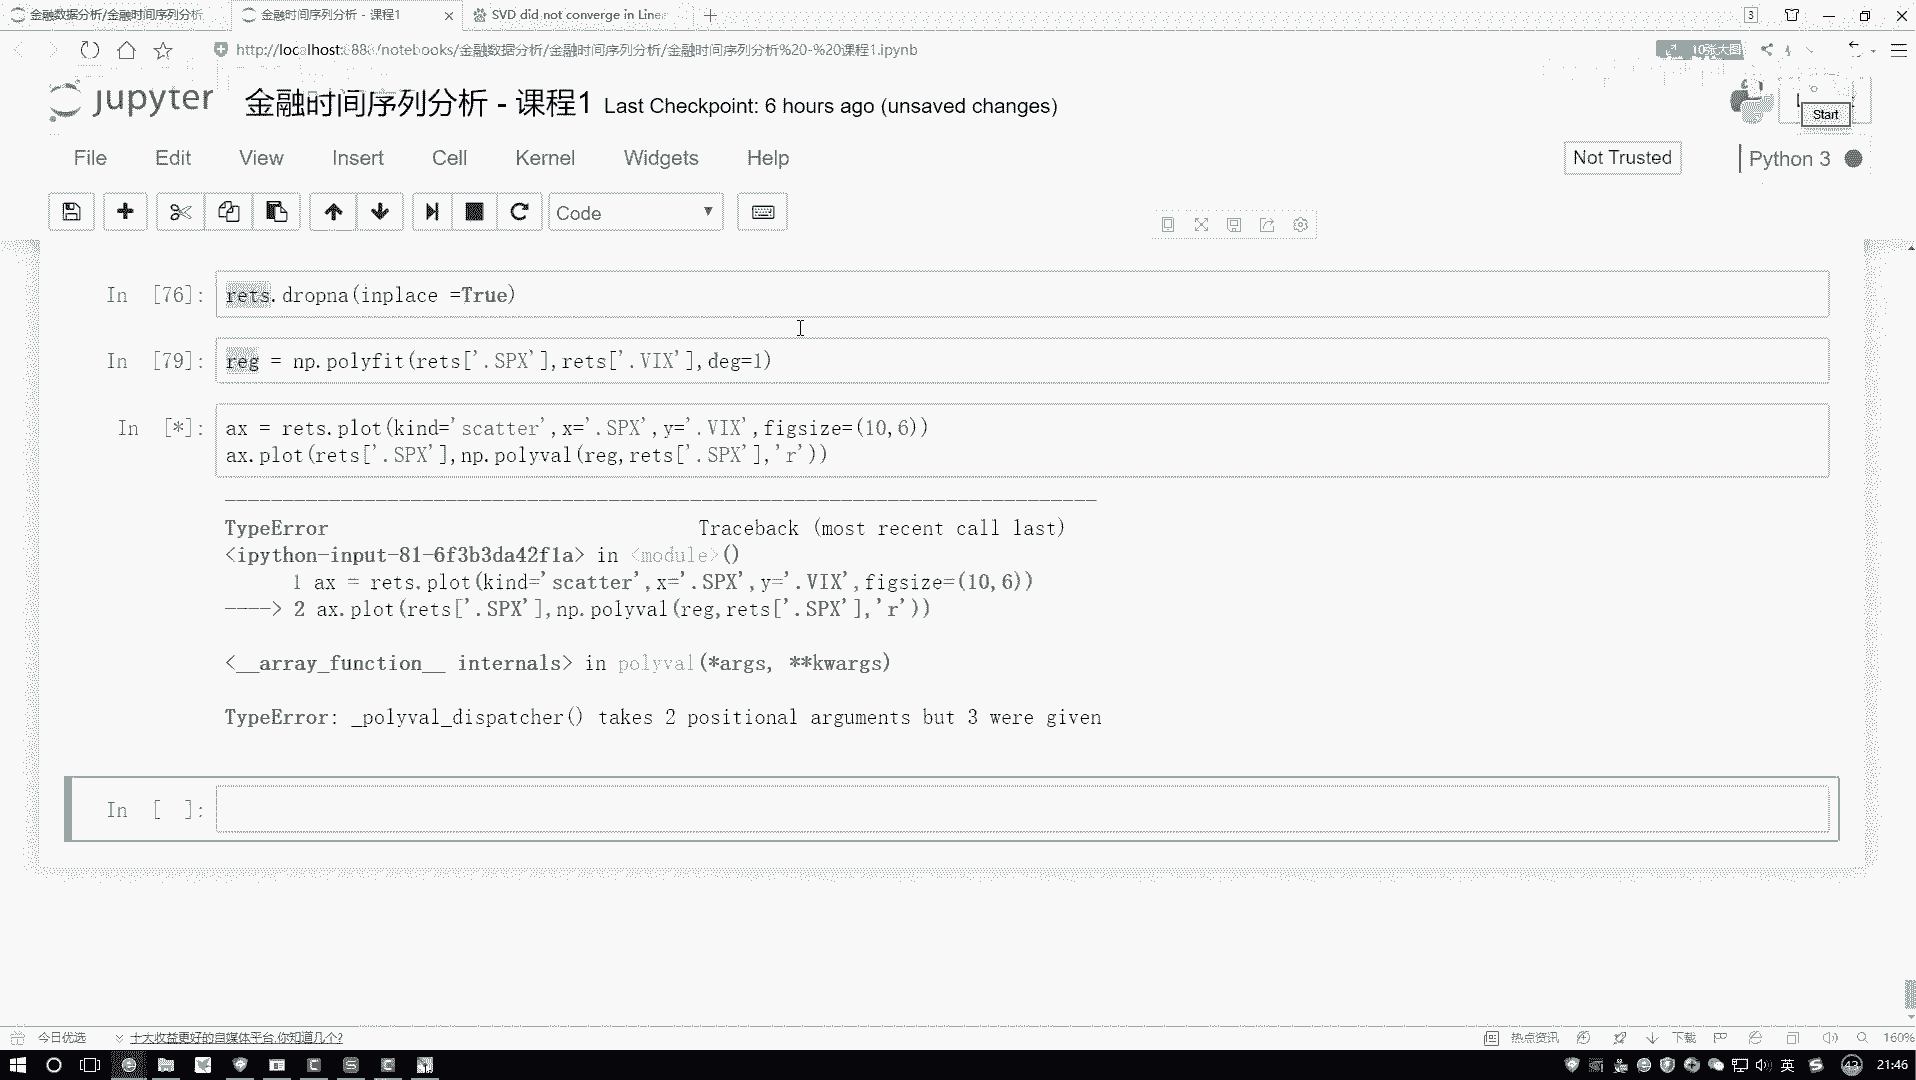 金融数据分析/金融时间序列分析
金融时间序列分析 - 课程1
SVD did not converge in Line
3
http://localhost:888/notebooks/金融数据分析/金融时间序列分析/金融时间序列分析%20-%20课程1.ipynb
10张大图
jupyter
金融时间序列分析 - 课程1
Last Checkpoint: 6 hours ago (unsaved changes)
Start
File Edit View Insert Cell Kernel Widgets Help
Not Trusted
Python 3
Code
In [76]: rets.dropna(inplace =True)
In [79]: reg = np.polyfit(rets['.SPX'],rets['.VIX'],deg=1)
In [*]: ax = rets.plot(kind='scatter',x='.SPX',y='.VIX',figsize=(10,6))
ax.plot(rets['.SPX'],np.polyval(reg,rets['.SPX'],'r'))
---------------------------------------------------------------------------
TypeError Traceback (most recent call last)
<ipython-input-81-6f3b3da42f1a> in <module>()
1 ax = rets.plot(kind='scatter',x='.SPX',y='.VIX',figsize=(10,6))
----> 2 ax.plot(rets['.SPX'],np.polyval(reg,rets['.SPX'],'r'))
<__array_function__ internals> in polyval(*args, **kwargs)
TypeError: _polyval_dispatcher() takes 2 positional arguments but 3 were given
In [ ]:
今日优选
十大收益更好的自媒体平台,你知道几个?
热点资讯
下载
160%
英
43
21:46